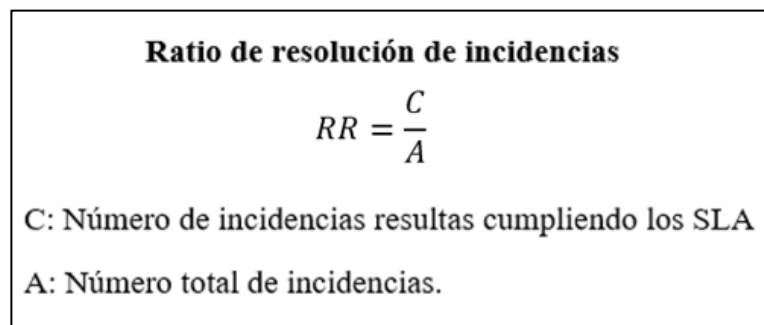 Ratio de resolución de incidencias
RR = C/A
C: Número de incidencias resultas cumpliendo los SLA
A: Número total de incidencias.